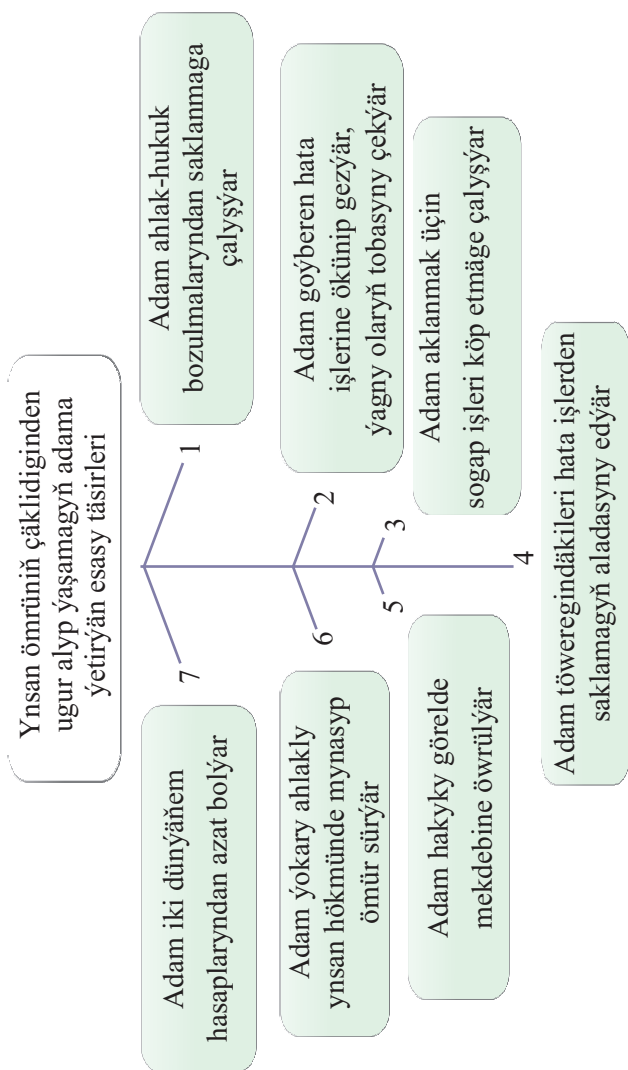 Ynsan ömrüniň çäklidiginden
ugur alyp ýaşamagyň adama
ýetirýän esasy täsirleri
1
Adam ahlak-hukuk
bozulmalaryndan saklanmaga
çalyşýar
2
Adam goýberen hata
işlerine ökünip gezýär,
ýagny olaryň tobasyny çekýär
3
Adam aklanmak üçin
sogap işleri köp etmäge çalyşýar
4
Adam töweregindäkileri hata işlerden
saklamagyň aladasyny edýär
5
Adam hakyky görelde
mekdebine öwrülýär
6
Adam ýokary ahlakly
ynsan hökmünde mynasyp
ömür sürýär
7
Adam iki dünýäňem
hasaplaryndan azat bolýar